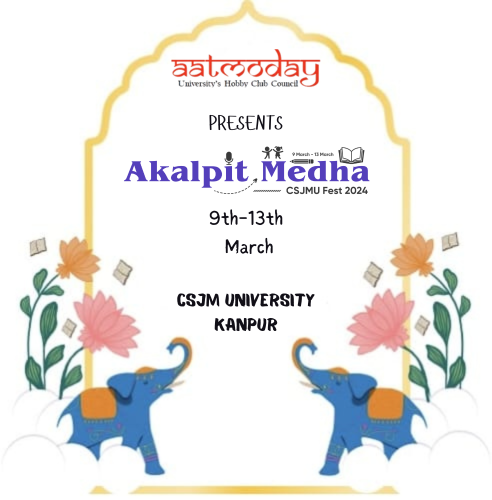 aatmoday
University's Hobby Club Council
PRESENTS
9 March - 13 March
Akalpit Medha
CSJMU Fest 2024
9th-13th
March
CSJM UNIVERSITY
KANPUR